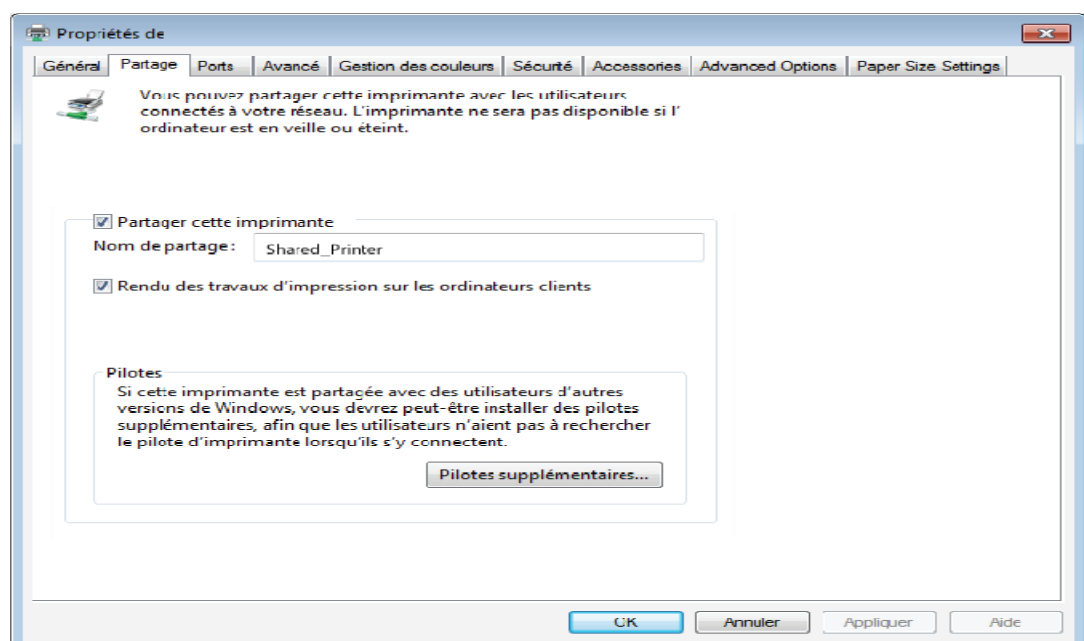 Propriétés de
Général Partage Ports Avancé Gestion des couleurs Sécurité Accessories Advanced Options Paper Size Settings
Vous pouvez partager cette imprimante avec les utilisateurs
connectés à votre réseau. L'imprimante ne sera pas disponible si l'
ordinateur est en veille ou éteint.
Partager cette imprimante
Nom de partage: Shared_Printer
Rendu des travaux d'impression sur les ordinateurs clients
Pilotes
Si cette imprimante est partagée avec des utilisateurs d'autres
versions de Windows, vous devrez peut-être installer des pilotes
supplémentaires, afin que les utilisateurs n'aient pas à rechercher
le pilote d'imprimante lorsqu'ils s'y connectent.
Pilotes supplémentaires...
OK Annuler Appliquer Aide